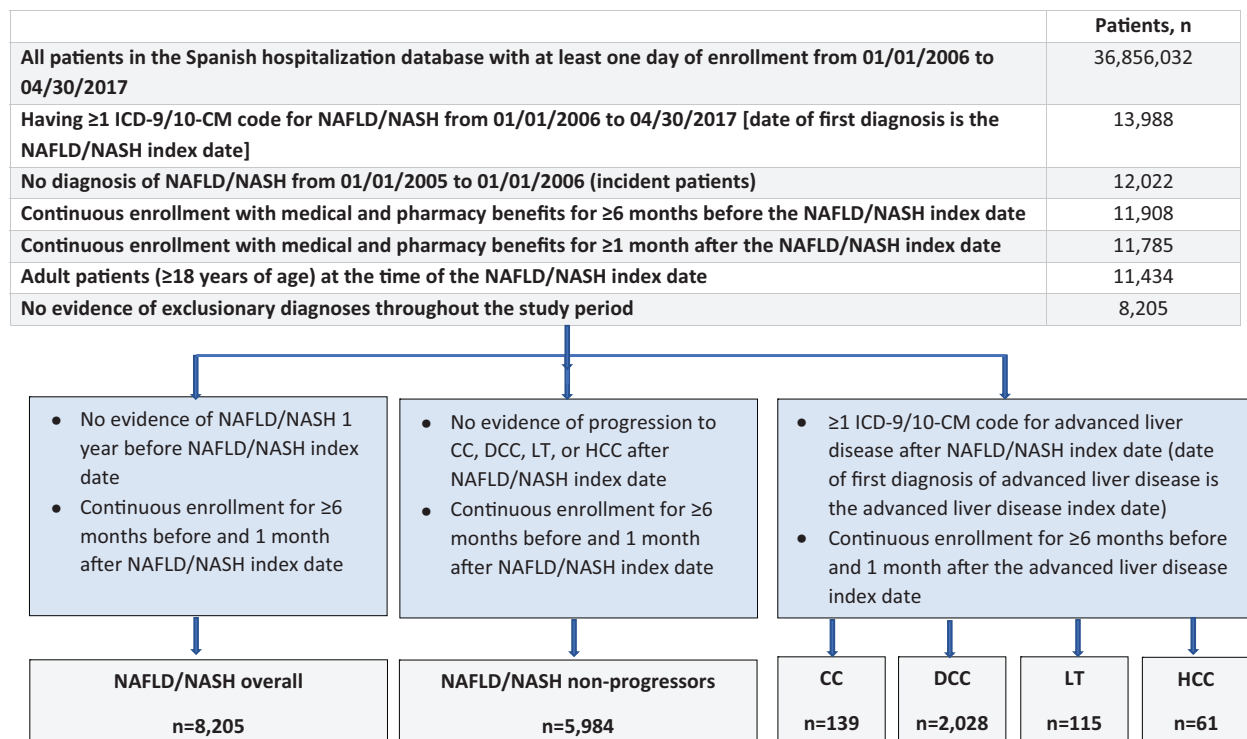 Patients, n
All patients in the Spanish hospitalization database with at least one day of enrollment from 01/01/2006 to
04/30/2017
36,856,032
Having ≥1 ICD-9/10-CM code for NAFLD/NASH from 01/01/2006 to 04/30/2017 [date of first diagnosis is the
NAFLD/NASH index date]
13,988
No diagnosis of NAFLD/NASH from 01/01/2005 to 01/01/2006 (incident patients)
12,022
Continuous enrollment with medical and pharmacy benefits for ≥6 months before the NAFLD/NASH index date
11,908
Continuous enrollment with medical and pharmacy benefits for ≥1 month after the NAFLD/NASH index date
11,785
Adult patients (≥18 years of age) at the time of the NAFLD/NASH index date
11,434
No evidence of exclusionary diagnoses throughout the study period
8,205
● No evidence of NAFLD/NASH 1
year before NAFLD/NASH index
date
● Continuous enrollment for ≥6
months before and 1 month
after NAFLD/NASH index date
● No evidence of progression to
CC, DCC, LT, or HCC after
NAFLD/NASH index date
● Continuous enrollment for ≥6
months before and 1 month
after NAFLD/NASH index date
● ≥1 ICD-9/10-CM code for advanced liver
disease after NAFLD/NASH index date (date
of first diagnosis of advanced liver disease is
the advanced liver disease index date)
● Continuous enrollment for ≥6 months before
and 1 month after the advanced liver disease
index date
NAFLD/NASH overall
n=8,205
NAFLD/NASH non-progressors
n=5,984
CC
n=139
DCC
n=2,028
LT
n=115
HCC
n=61